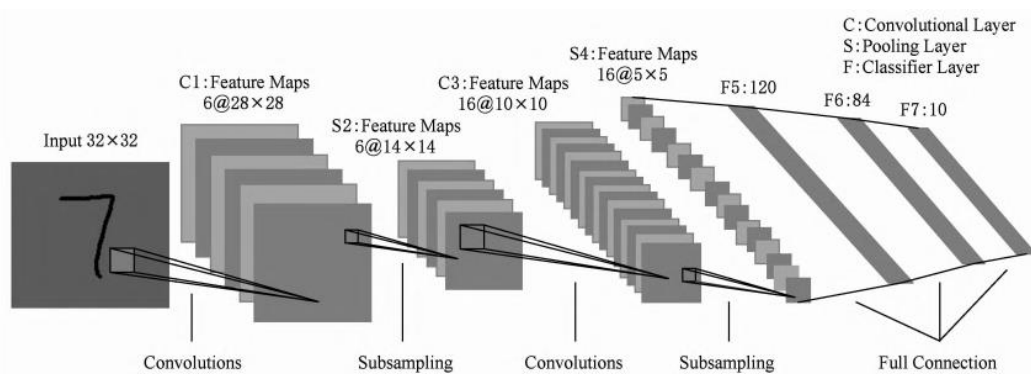 C: Convolutional Layer
S: Pooling Layer
F: Classifier Layer
S4: Feature Maps
16@5×5
C3: Feature Maps
16@10×10
C1: Feature Maps
6@28×28
S2: Feature Maps
6@14×14
Input 32×32
F5: 120
F6: 84
F7: 10
7
Convolutions
Subsampling
Convolutions
Subsampling
Full Connection